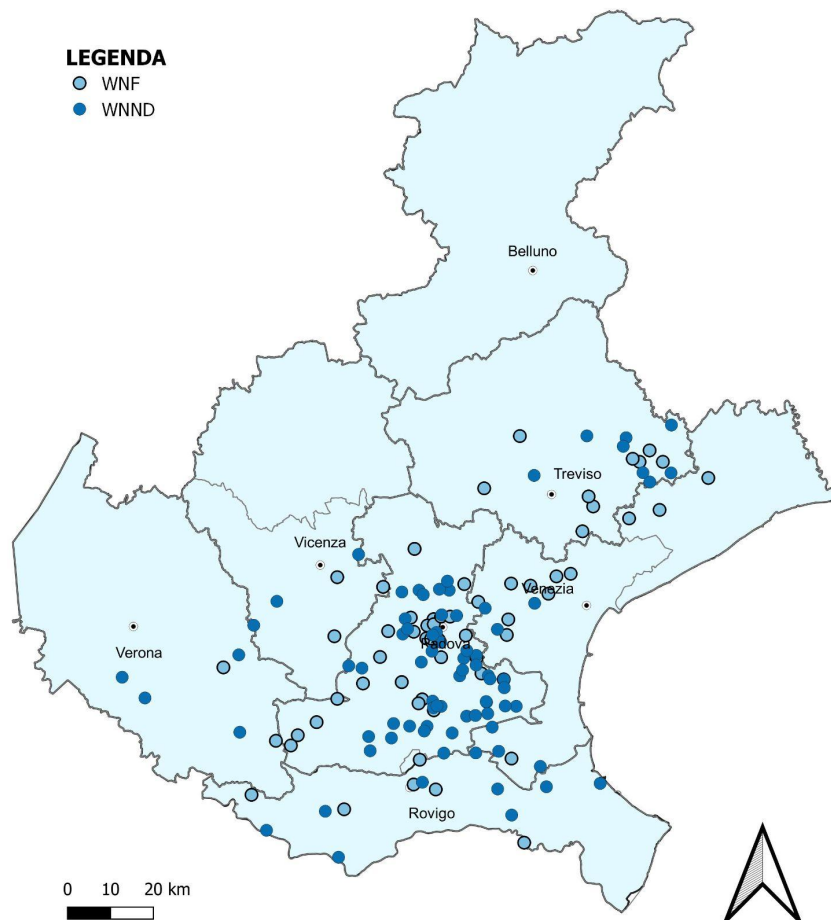 LEGENDA
WNF
WNND
Belluno
Treviso
Vicenza
Venezia
Verona
Padova
Rovigo
0 10 20 km